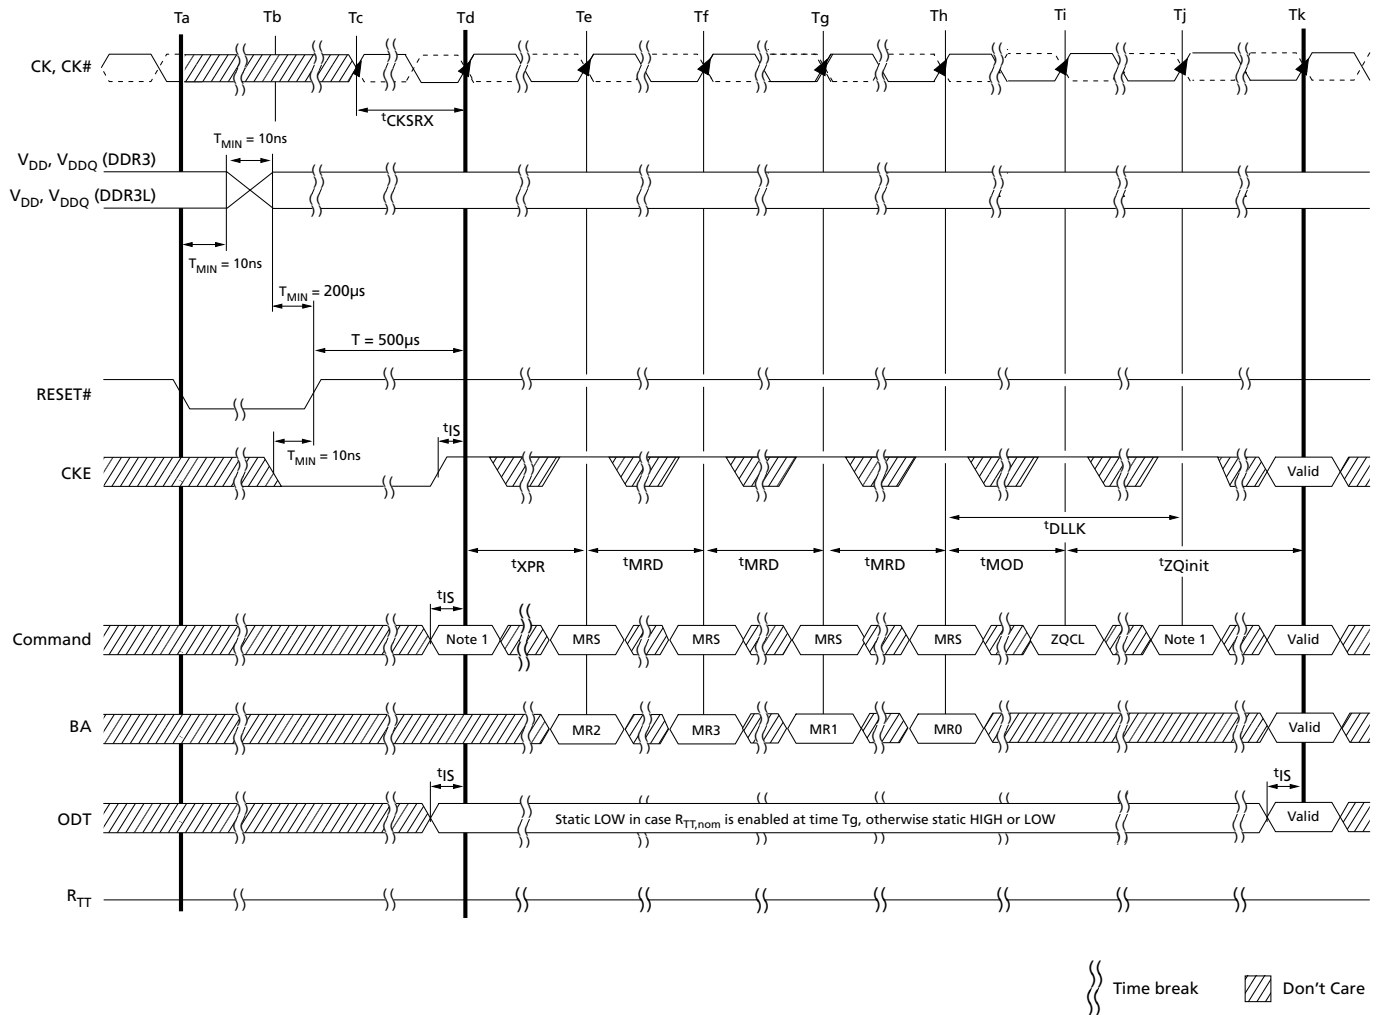 Ta Tb Tc Td Te Tf Tg Th Ti Tj Tk
CK, CK#
tCKSRX
TMIN = 10ns
VDD, VDDQ (DDR3)
VDD, VDDQ (DDR3L)
TMIN = 10ns
TMIN = 200µs
T = 500µs
RESET#
tIS
TMIN = 10ns
CKE
Valid
tDLLK
tXPR tMRD tMRD tMRD tMOD tZQinit
tIS
Command Note 1 MRS MRS MRS MRS ZQCL Note 1 Valid
BA MR2 MR3 MR1 MR0 Valid
tIS tIS
ODT Static LOW in case RTT,nom is enabled at time Tg, otherwise static HIGH or LOW Valid
RTT
Time break Don't Care